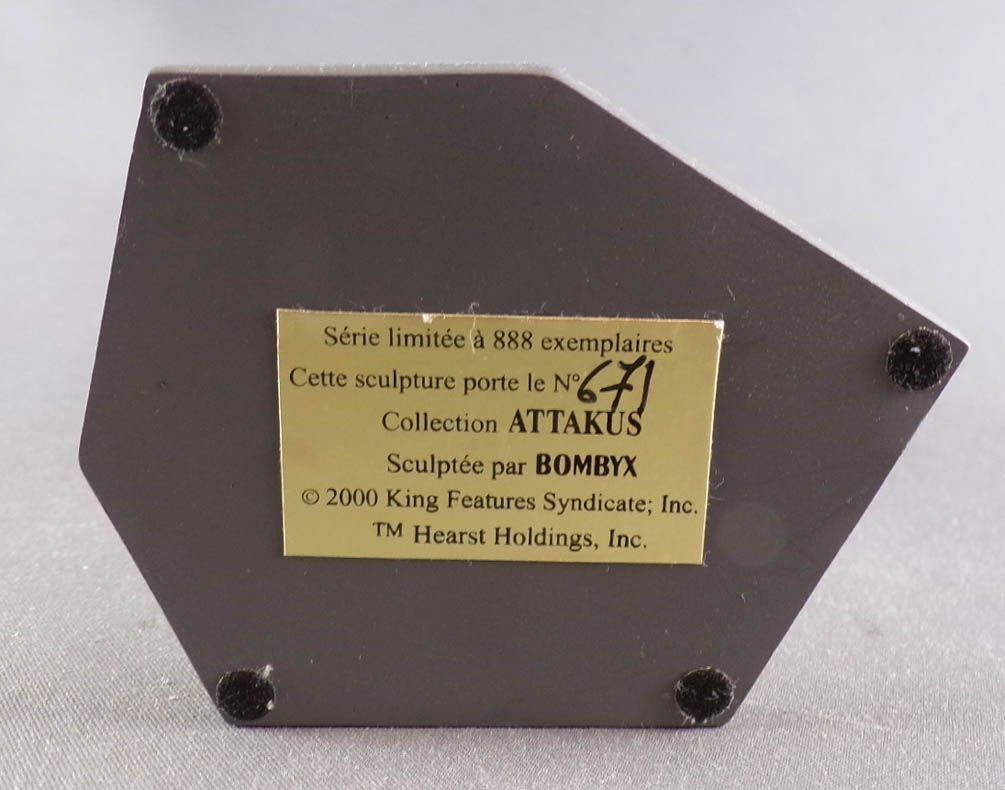 Série limitée à 888 exemplaires
Cette sculpture porte le N° 671
Collection ATTAKUS
Sculptée par BOMBYX
© 2000 King Features Syndicate; Inc.
™ Hearst Holdings, Inc.